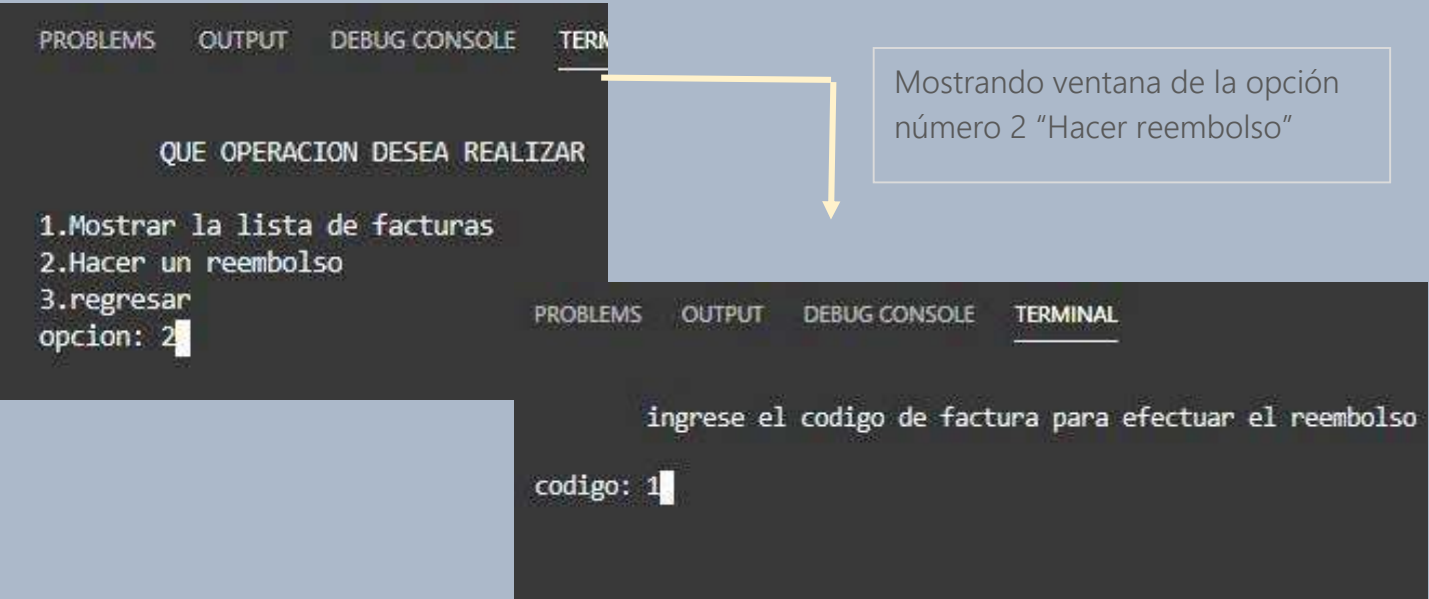 PROBLEMS OUTPUT DEBUG CONSOLE
QUE OPERACION DESEA REALIZAR
1.Mostrar la lista de facturas
2.Hacer un reembolso
3.regresar
opcion: 2
Mostrando ventana de la opción
número 2 “Hacer reembolso”
PROBLEMS OUTPUT DEBUG CONSOLE TERMINAL
ingrese el codigo de factura para efectuar el reembolso
codigo: 1